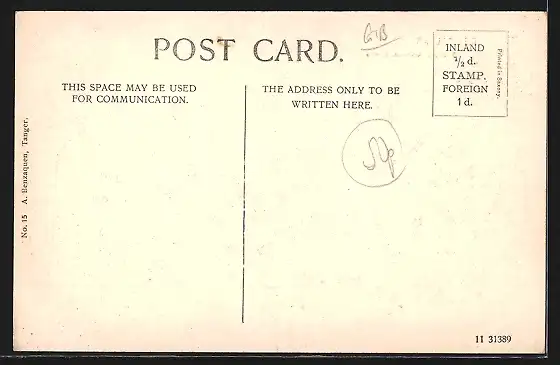 POST CARD.
GIB
INLAND
½ d.
STAMP.
FOREIGN
1 d.
Printed in Saxony.
THIS SPACE MAY BE USED
FOR COMMUNICATION.
THE ADDRESS ONLY TO BE
WRITTEN HERE.
No. 15 A. Benzaquen, Tanger.
11 31389